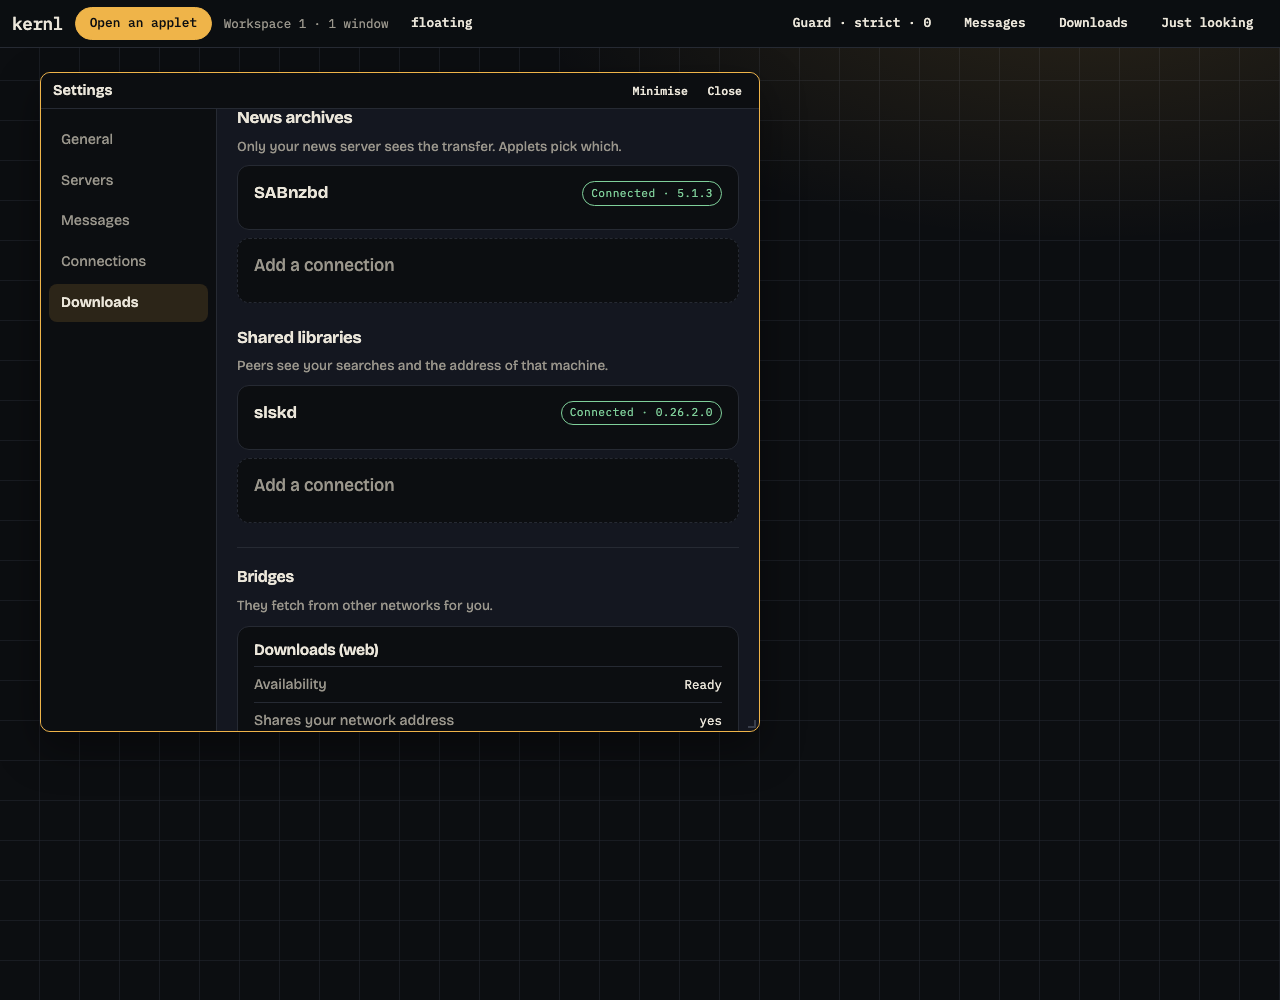 kernl
Open an applet
Workspace 1 · 1 window
floating
Guard · strict · 0
Messages
Downloads
Just looking
Settings
Minimise
Close
General
Servers
Messages
Connections
Downloads
News archives
Only your news server sees the transfer. Applets pick which.
SABnzbd
Connected · 5.1.3
Add a connection
Shared libraries
Peers see your searches and the address of that machine.
slskd
Connected · 0.26.2.0
Add a connection
Bridges
They fetch from other networks for you.
Downloads (web)
Availability
Ready
Shares your network address
yes